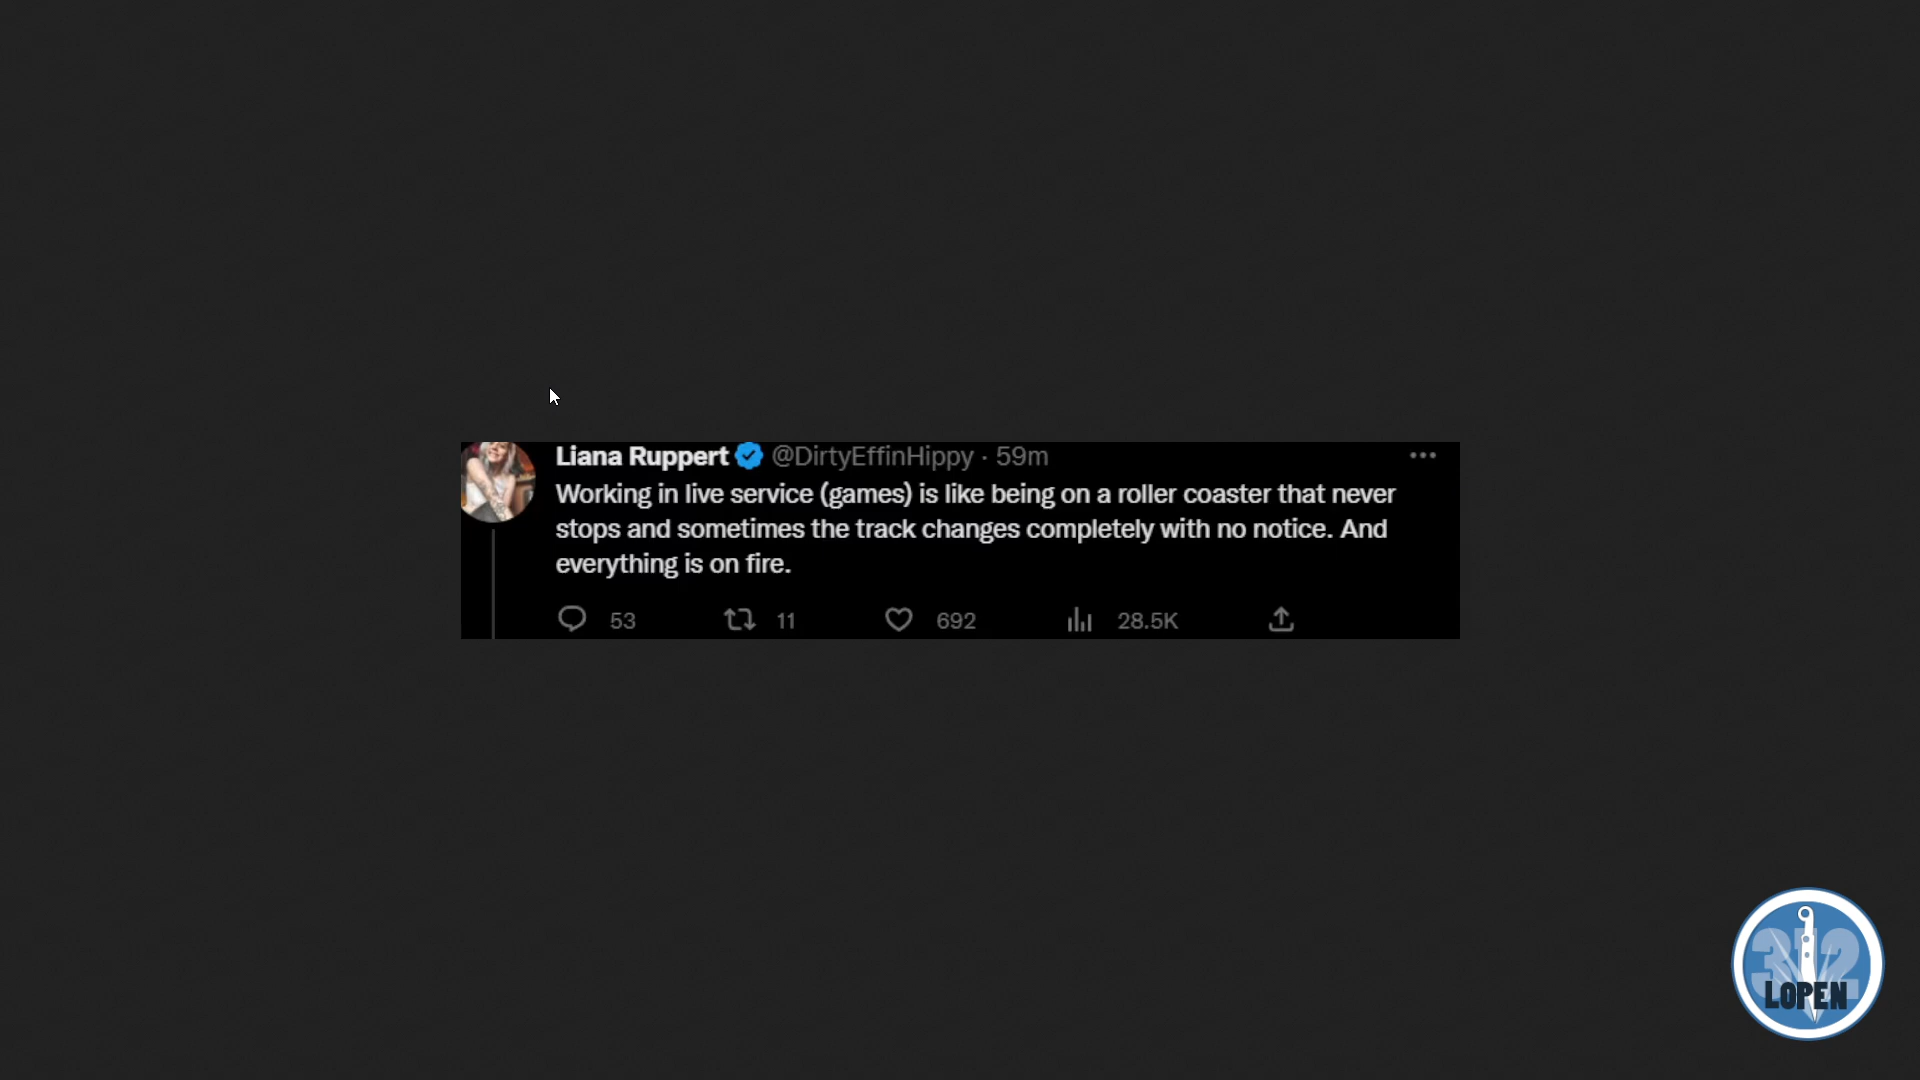 Liana Ruppert @DirtyEffinHippy · 59m
Working in live service (games) is like being on a roller coaster that never
stops and sometimes the track changes completely with no notice. And
everything is on fire.
53 11 692 28.5K
312
LOPEN